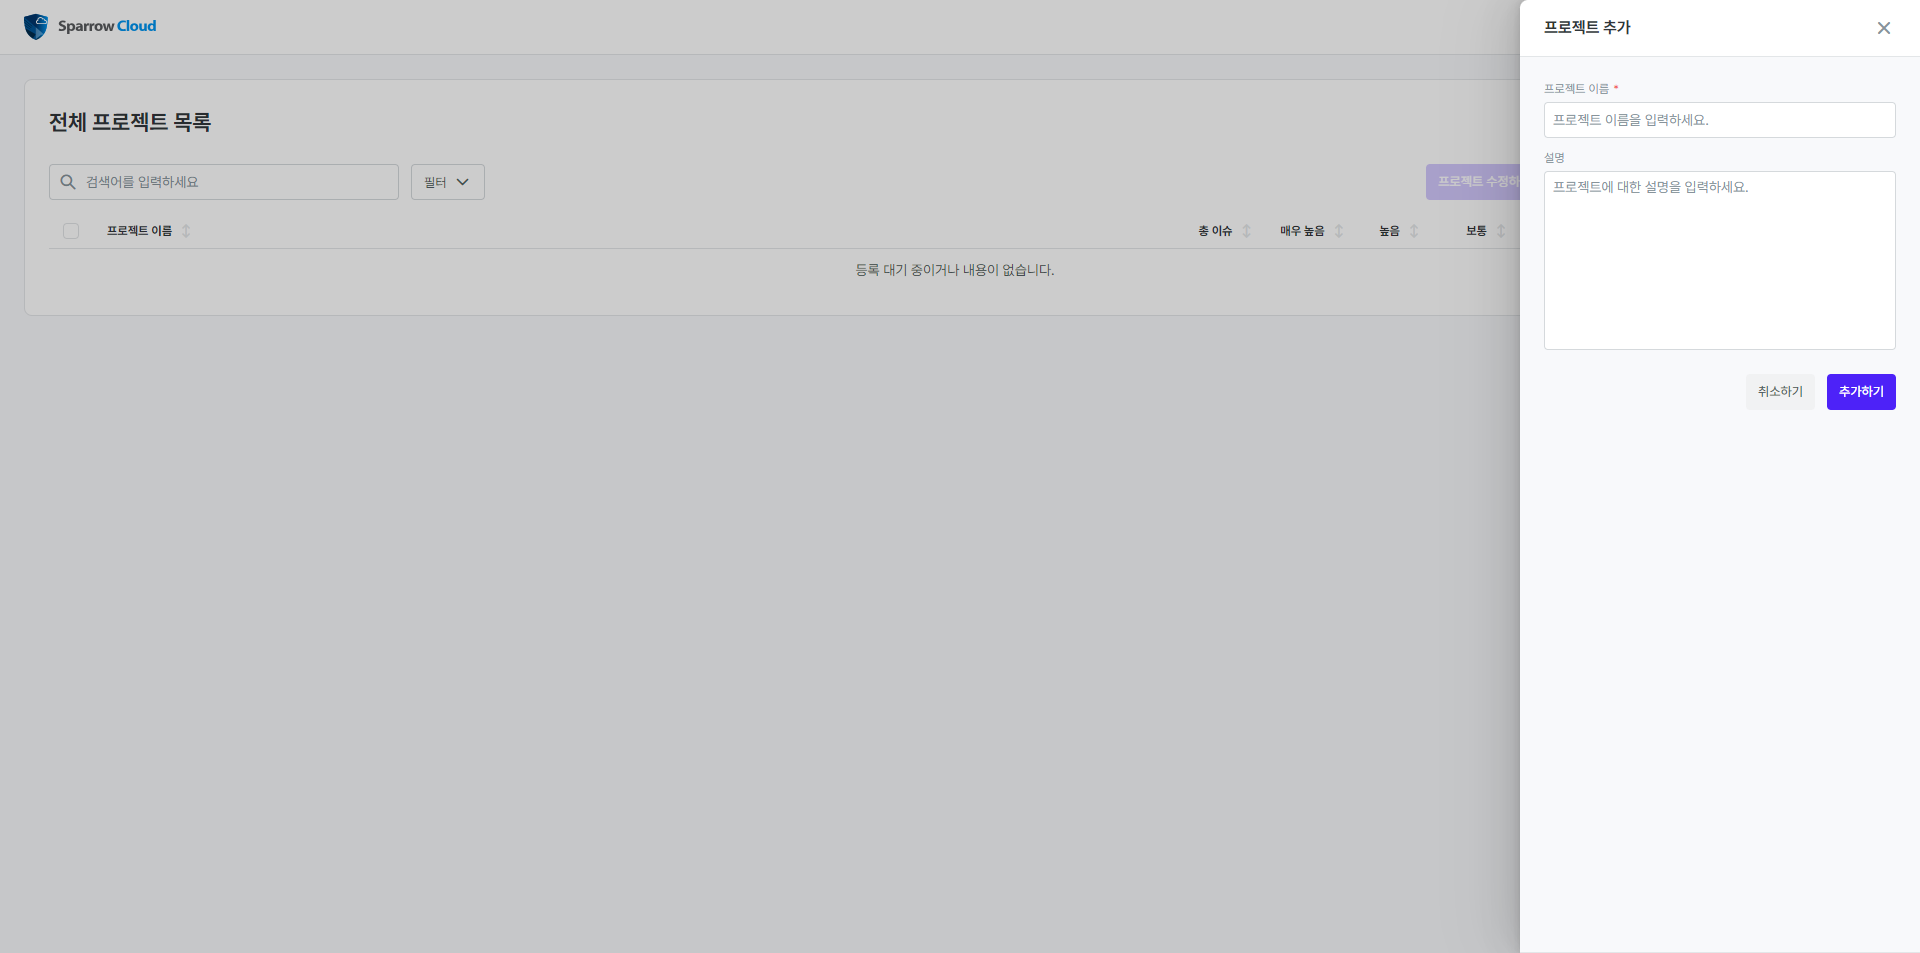 Sparrow Cloud
전체 프로젝트 목록
검색어를 입력하세요
필터
프로젝트 수정하
프로젝트 이름
총 이슈
매우 높음
높음
보통
등록 대기 중이거나 내용이 없습니다.
프로젝트 추가
프로젝트 이름 *
프로젝트 이름을 입력하세요.
설명
프로젝트에 대한 설명을 입력하세요.
취소하기
추가하기